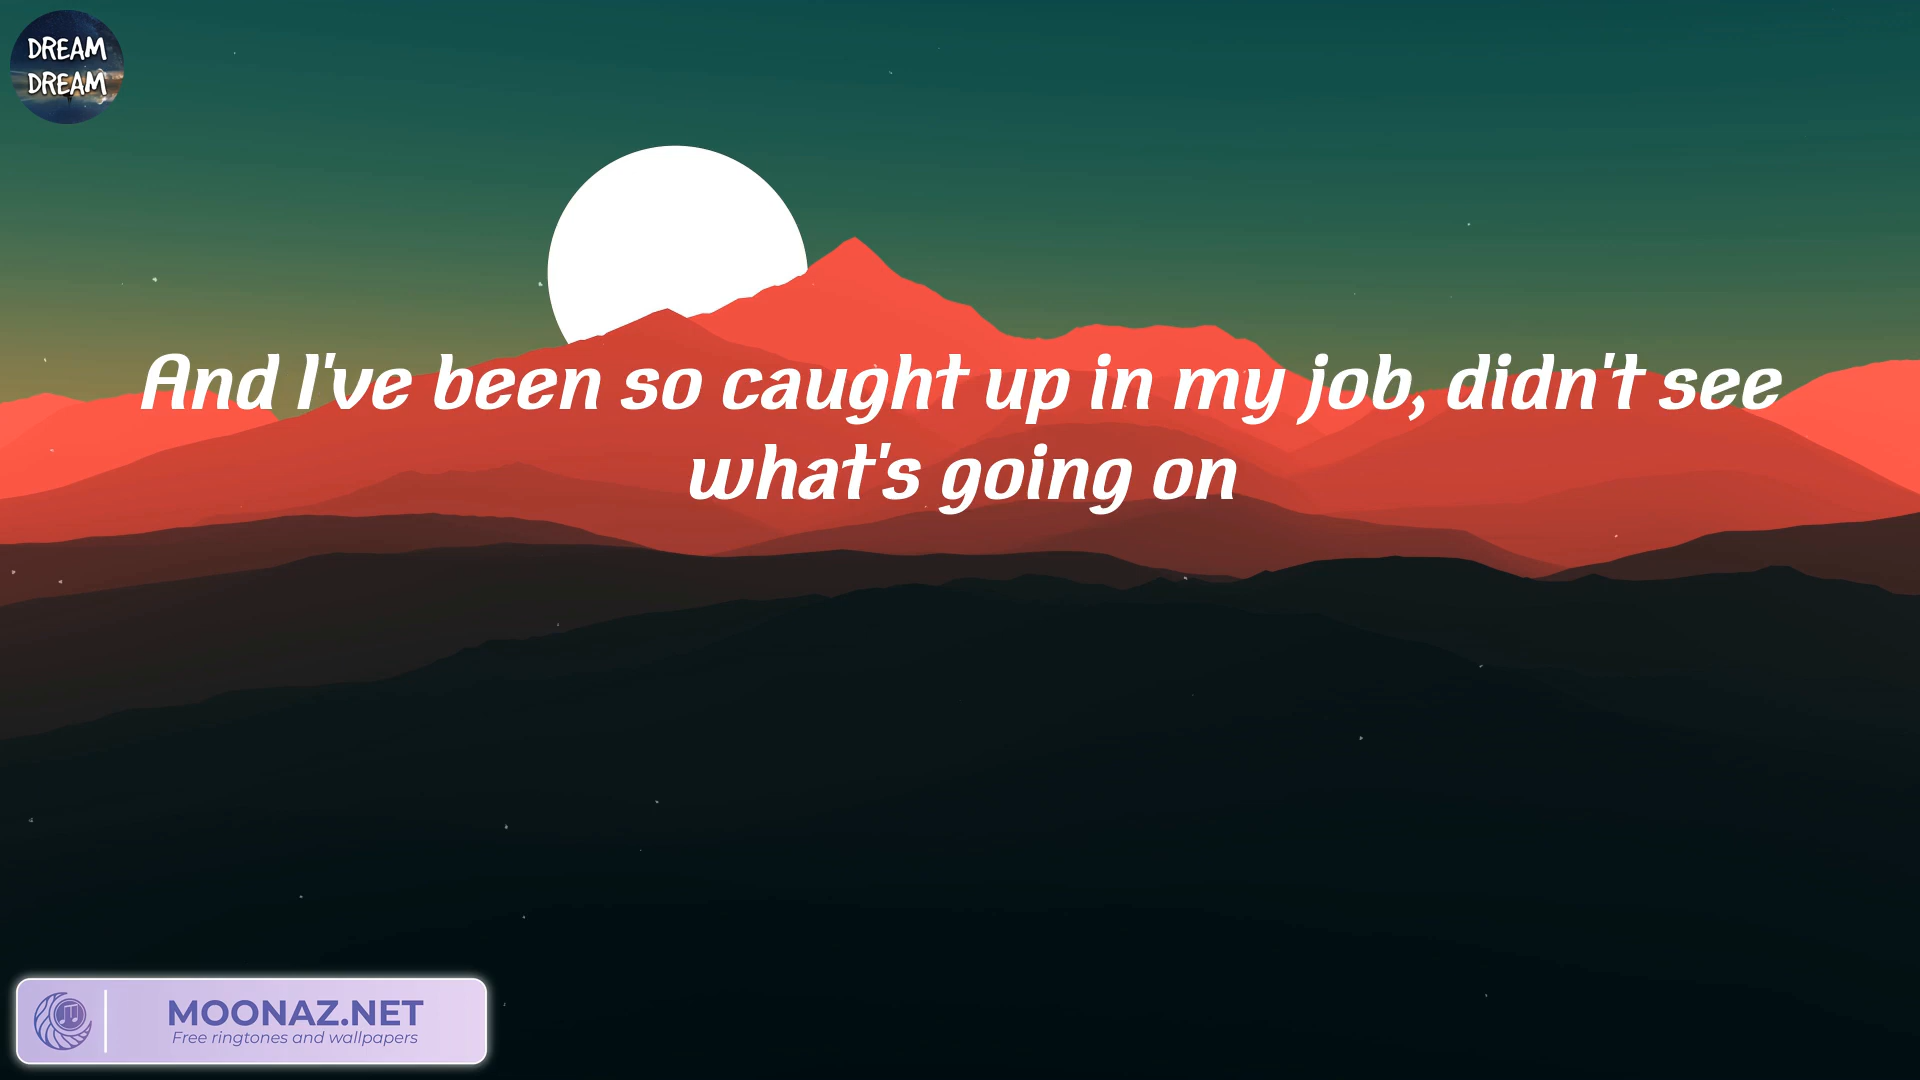 DREAM
DREAM
And I've been so caught up in my job, didn't see
what's going on
MOONAZ.NET
Free ringtones and wallpapers